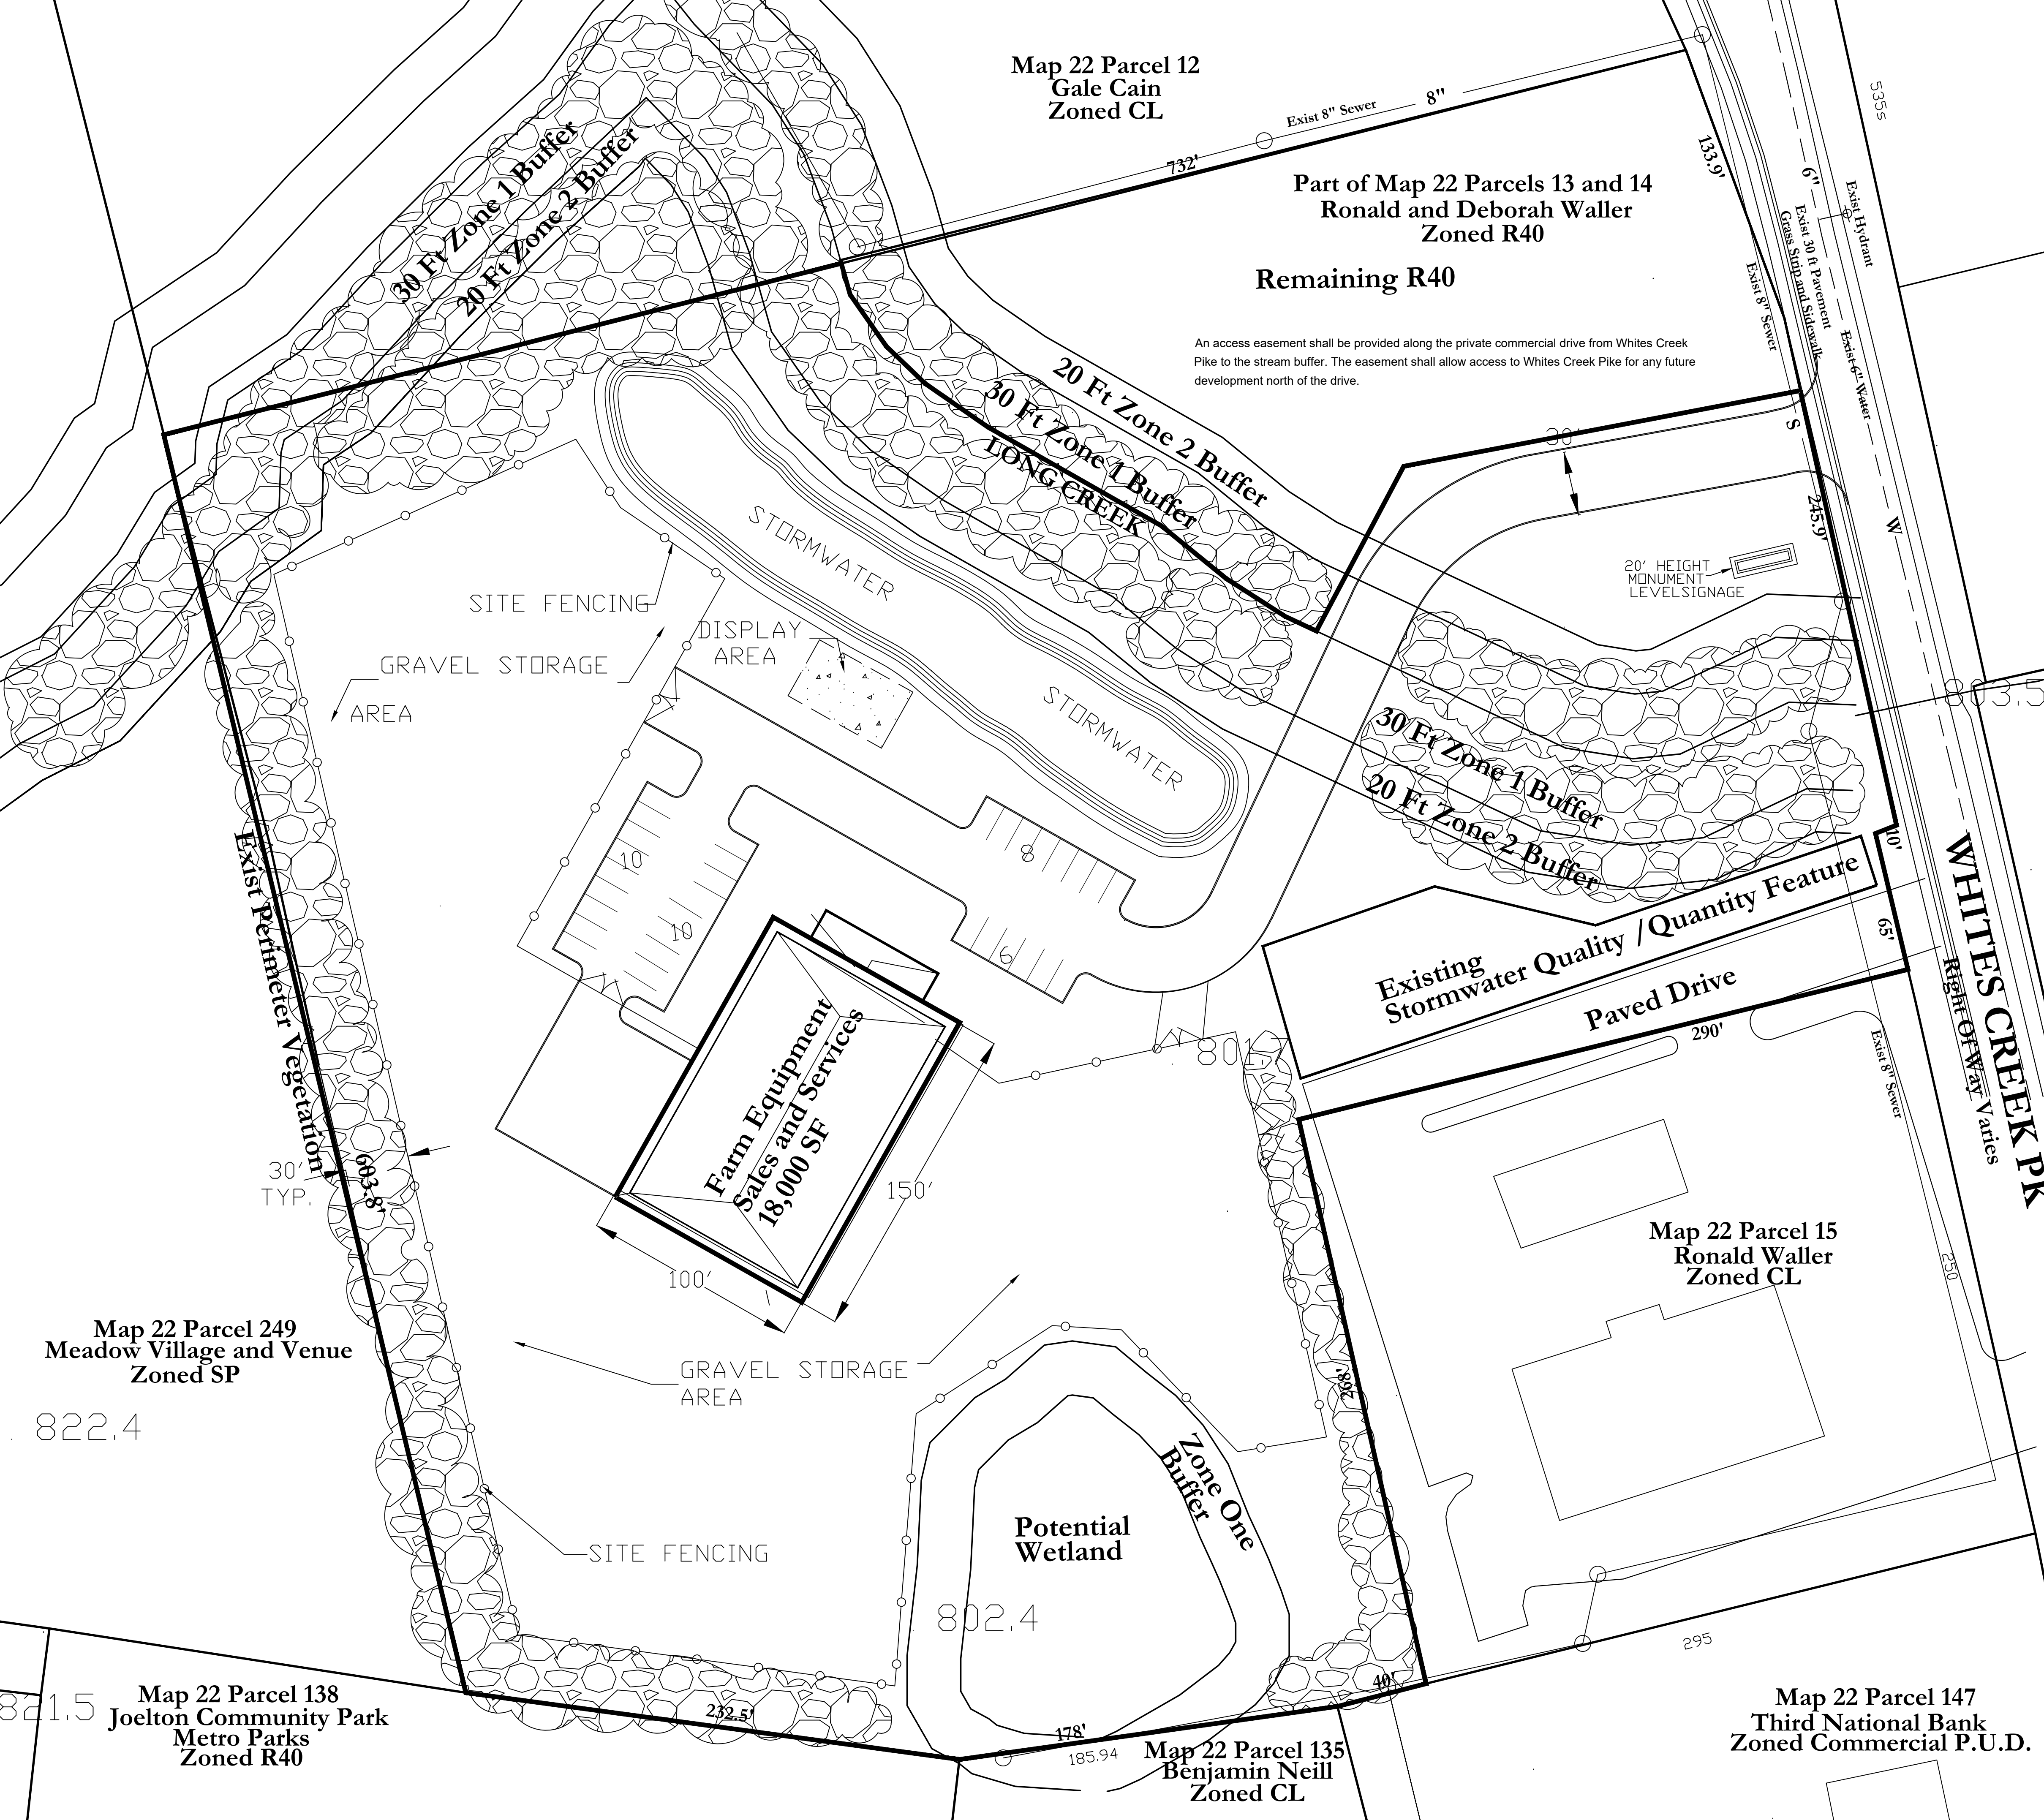 Map 22 Parcel 12
Gale Cain
Zoned CL
Exist 8" Sewer
8"
732'
133.9'
535s
6"
Exist Hydrant
Exist 30 ft Pavement
Grass Strip and Sidewalk
Exist 8" Sewer
Exist 6" Water
Part of Map 22 Parcels 13 and 14
Ronald and Deborah Waller
Zoned R40
Remaining R40
An access easement shall be provided along the private commercial drive from Whites Creek
Pike to the stream buffer. The easement shall allow access to Whites Creek Pike for any future
development north of the drive.
30 Ft Zone 1 Buffer
20 Ft Zone 2 Buffer
20 Ft Zone 2 Buffer
30 Ft Zone 1 Buffer
LONG CREEK
30'
S
W
245.9'
20' HEIGHT
MONUMENT
LEVELSIGNAGE
STORMWATER
SITE FENCING
DISPLAY
AREA
GRAVEL STORAGE
AREA
STORMWATER
803.5
30 Ft Zone 1 Buffer
20 Ft Zone 2 Buffer
10'
65'
10
10
8
6
Existing
Stormwater Quality /Quantity Feature
Paved Drive
290'
WHITES CREEK PK
Right Of Way Varies
Exist 8" Sewer
Exist Perimeter Vegetation
603.8'
30'
TYP.
801.7
Farm Equipment
Sales and Services
18,000 SF
150'
100'
Map 22 Parcel 15
Ronald Waller
Zoned CL
250
268'
Map 22 Parcel 249
Meadow Village and Venue
Zoned SP
822.4
GRAVEL STORAGE
AREA
Zone One
Buffer
Potential
Wetland
SITE FENCING
802.4
295
40'
178'
185.94
232.5'
821.5
Map 22 Parcel 138
Joelton Community Park
Metro Parks
Zoned R40
Map 22 Parcel 135
Benjamin Neill
Zoned CL
Map 22 Parcel 147
Third National Bank
Zoned Commercial P.U.D.